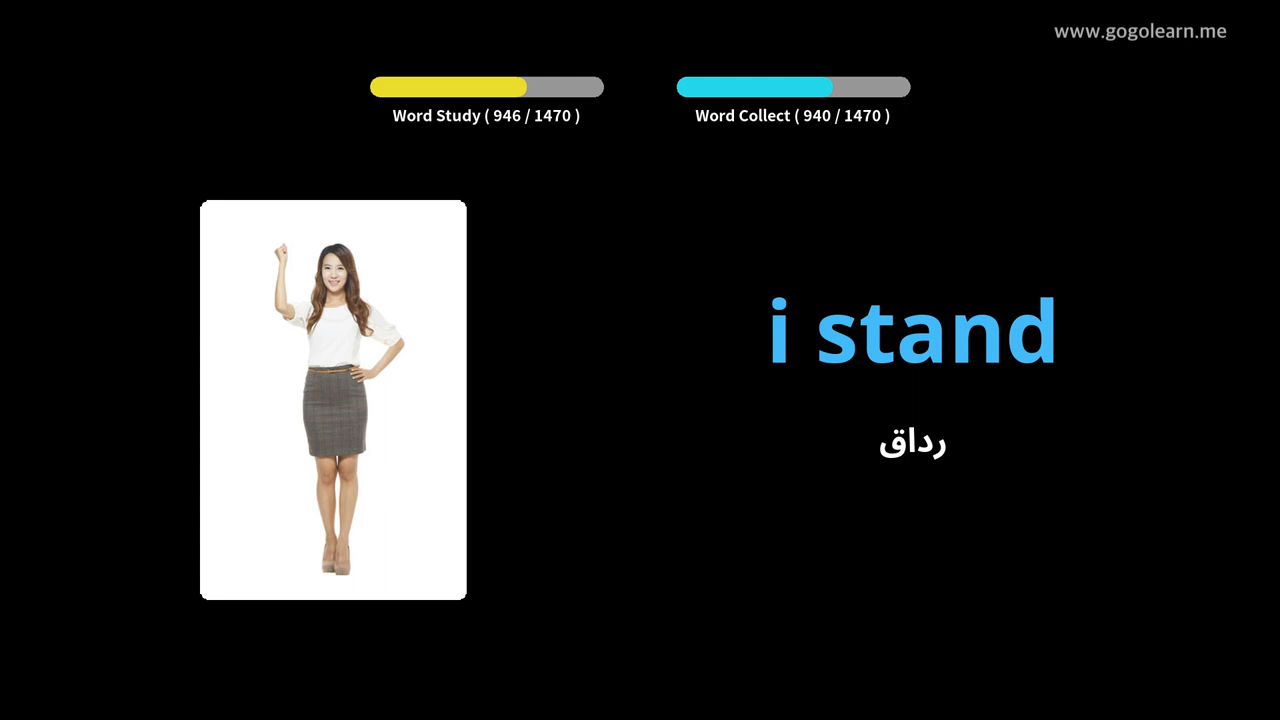 www.gogolearn.me
Word Study ( 946 / 1470 )
Word Collect ( 940 / 1470 )
i stand
رداق